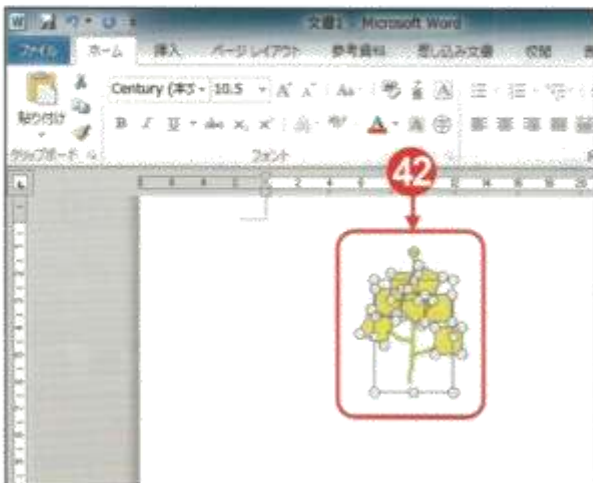 文書1 - Microsoft Word
ファイル ホーム 挿入 ページレイアウト 参考資料 差し込み文書 校閲
Century (本文 10.5
貼り付け
クリップボード フォント
42